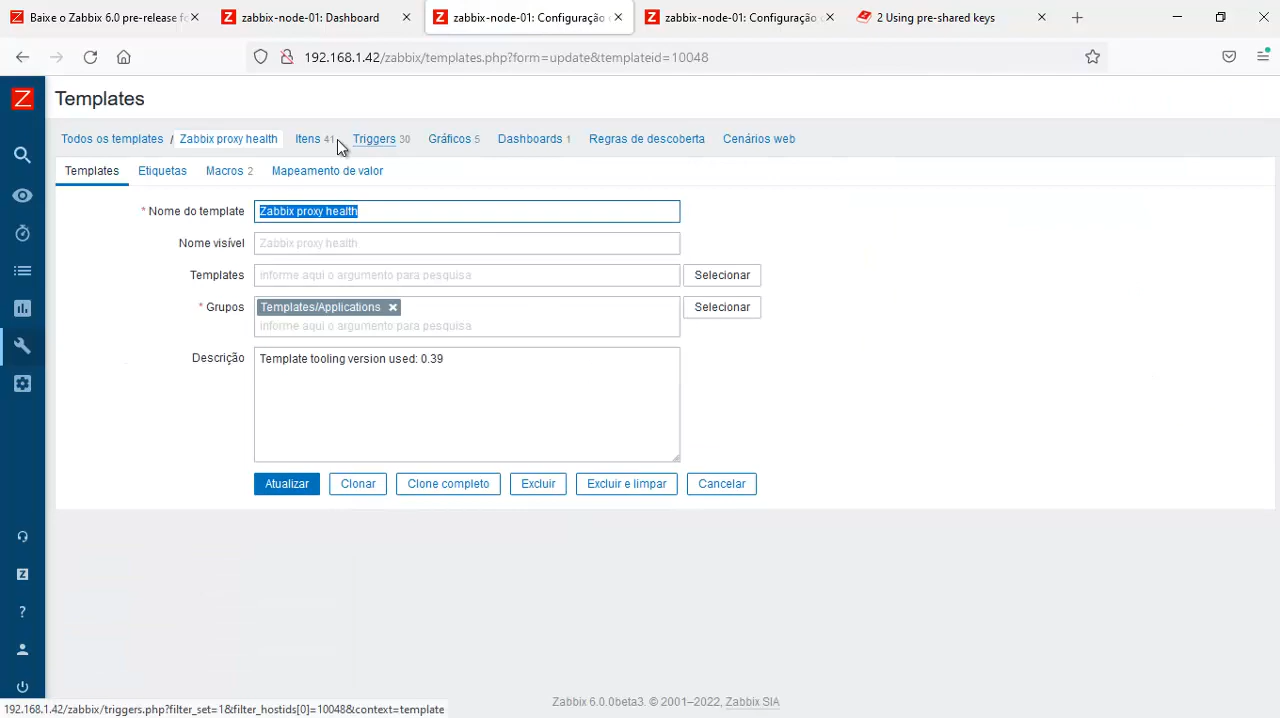 Baixe o Zabbix 6.0 pre-release fo
zabbix-node-01: Dashboard
zabbix-node-01: Configuração d
zabbix-node-01: Configuração d
2 Using pre-shared keys
192.168.1.42/zabbix/templates.php?form=update&templateid=10048
Z
Templates
Todos os templates / Zabbix proxy health Itens 41 Triggers 30 Gráficos 5 Dashboards 1 Regras de descoberta Cenários web
Templates Etiquetas Macros 2 Mapeamento de valor
* Nome do template Zabbix proxy health
Nome visível Zabbix proxy health
Templates informe aqui o argumento para pesquisa Selecionar
* Grupos Templates/Applications Selecionar
informe aqui o argumento para pesquisa
Descrição Template tooling version used: 0.39
Atualizar Clonar Clone completo Excluir Excluir e limpar Cancelar
Z
?
Zabbix 6.0.0beta3. © 2001–2022, Zabbix SIA
192.168.1.42/zabbix/triggers.php?filter_set=1&filter_hostids[0]=10048&context=template